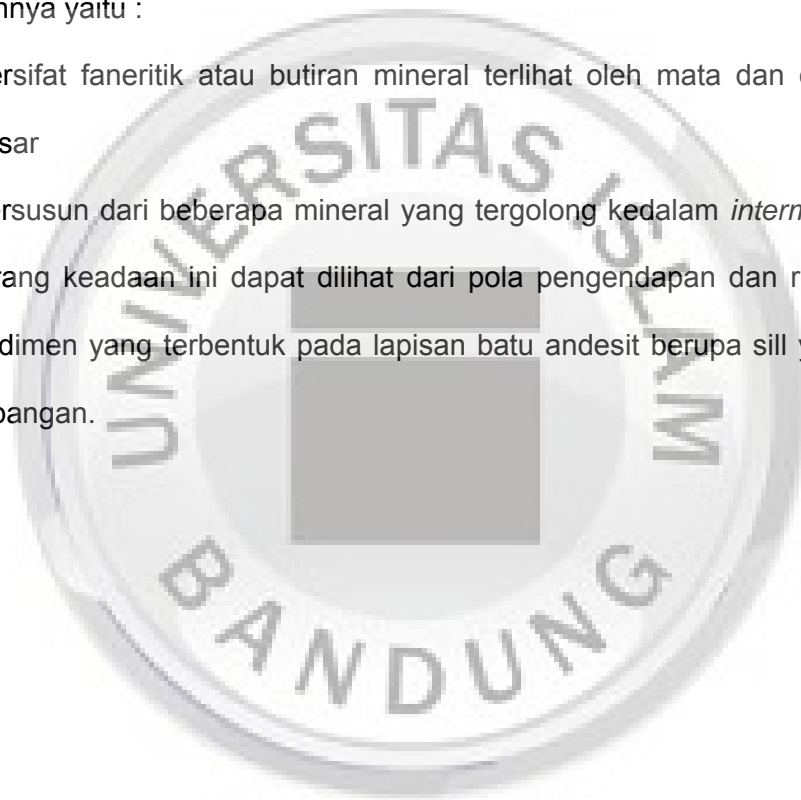 nnya yaitu :
ersifat faneritik atau butiran mineral terlihat oleh mata dan
sar
ersusun dari beberapa mineral yang tergolong kedalam intern
rang keadaan ini dapat dilihat dari pola pengendapan dan
dimen yang terbentuk pada lapisan batu andesit berupa sill
pangan.
UNIVERSITAS ISLAM
BANDUNG